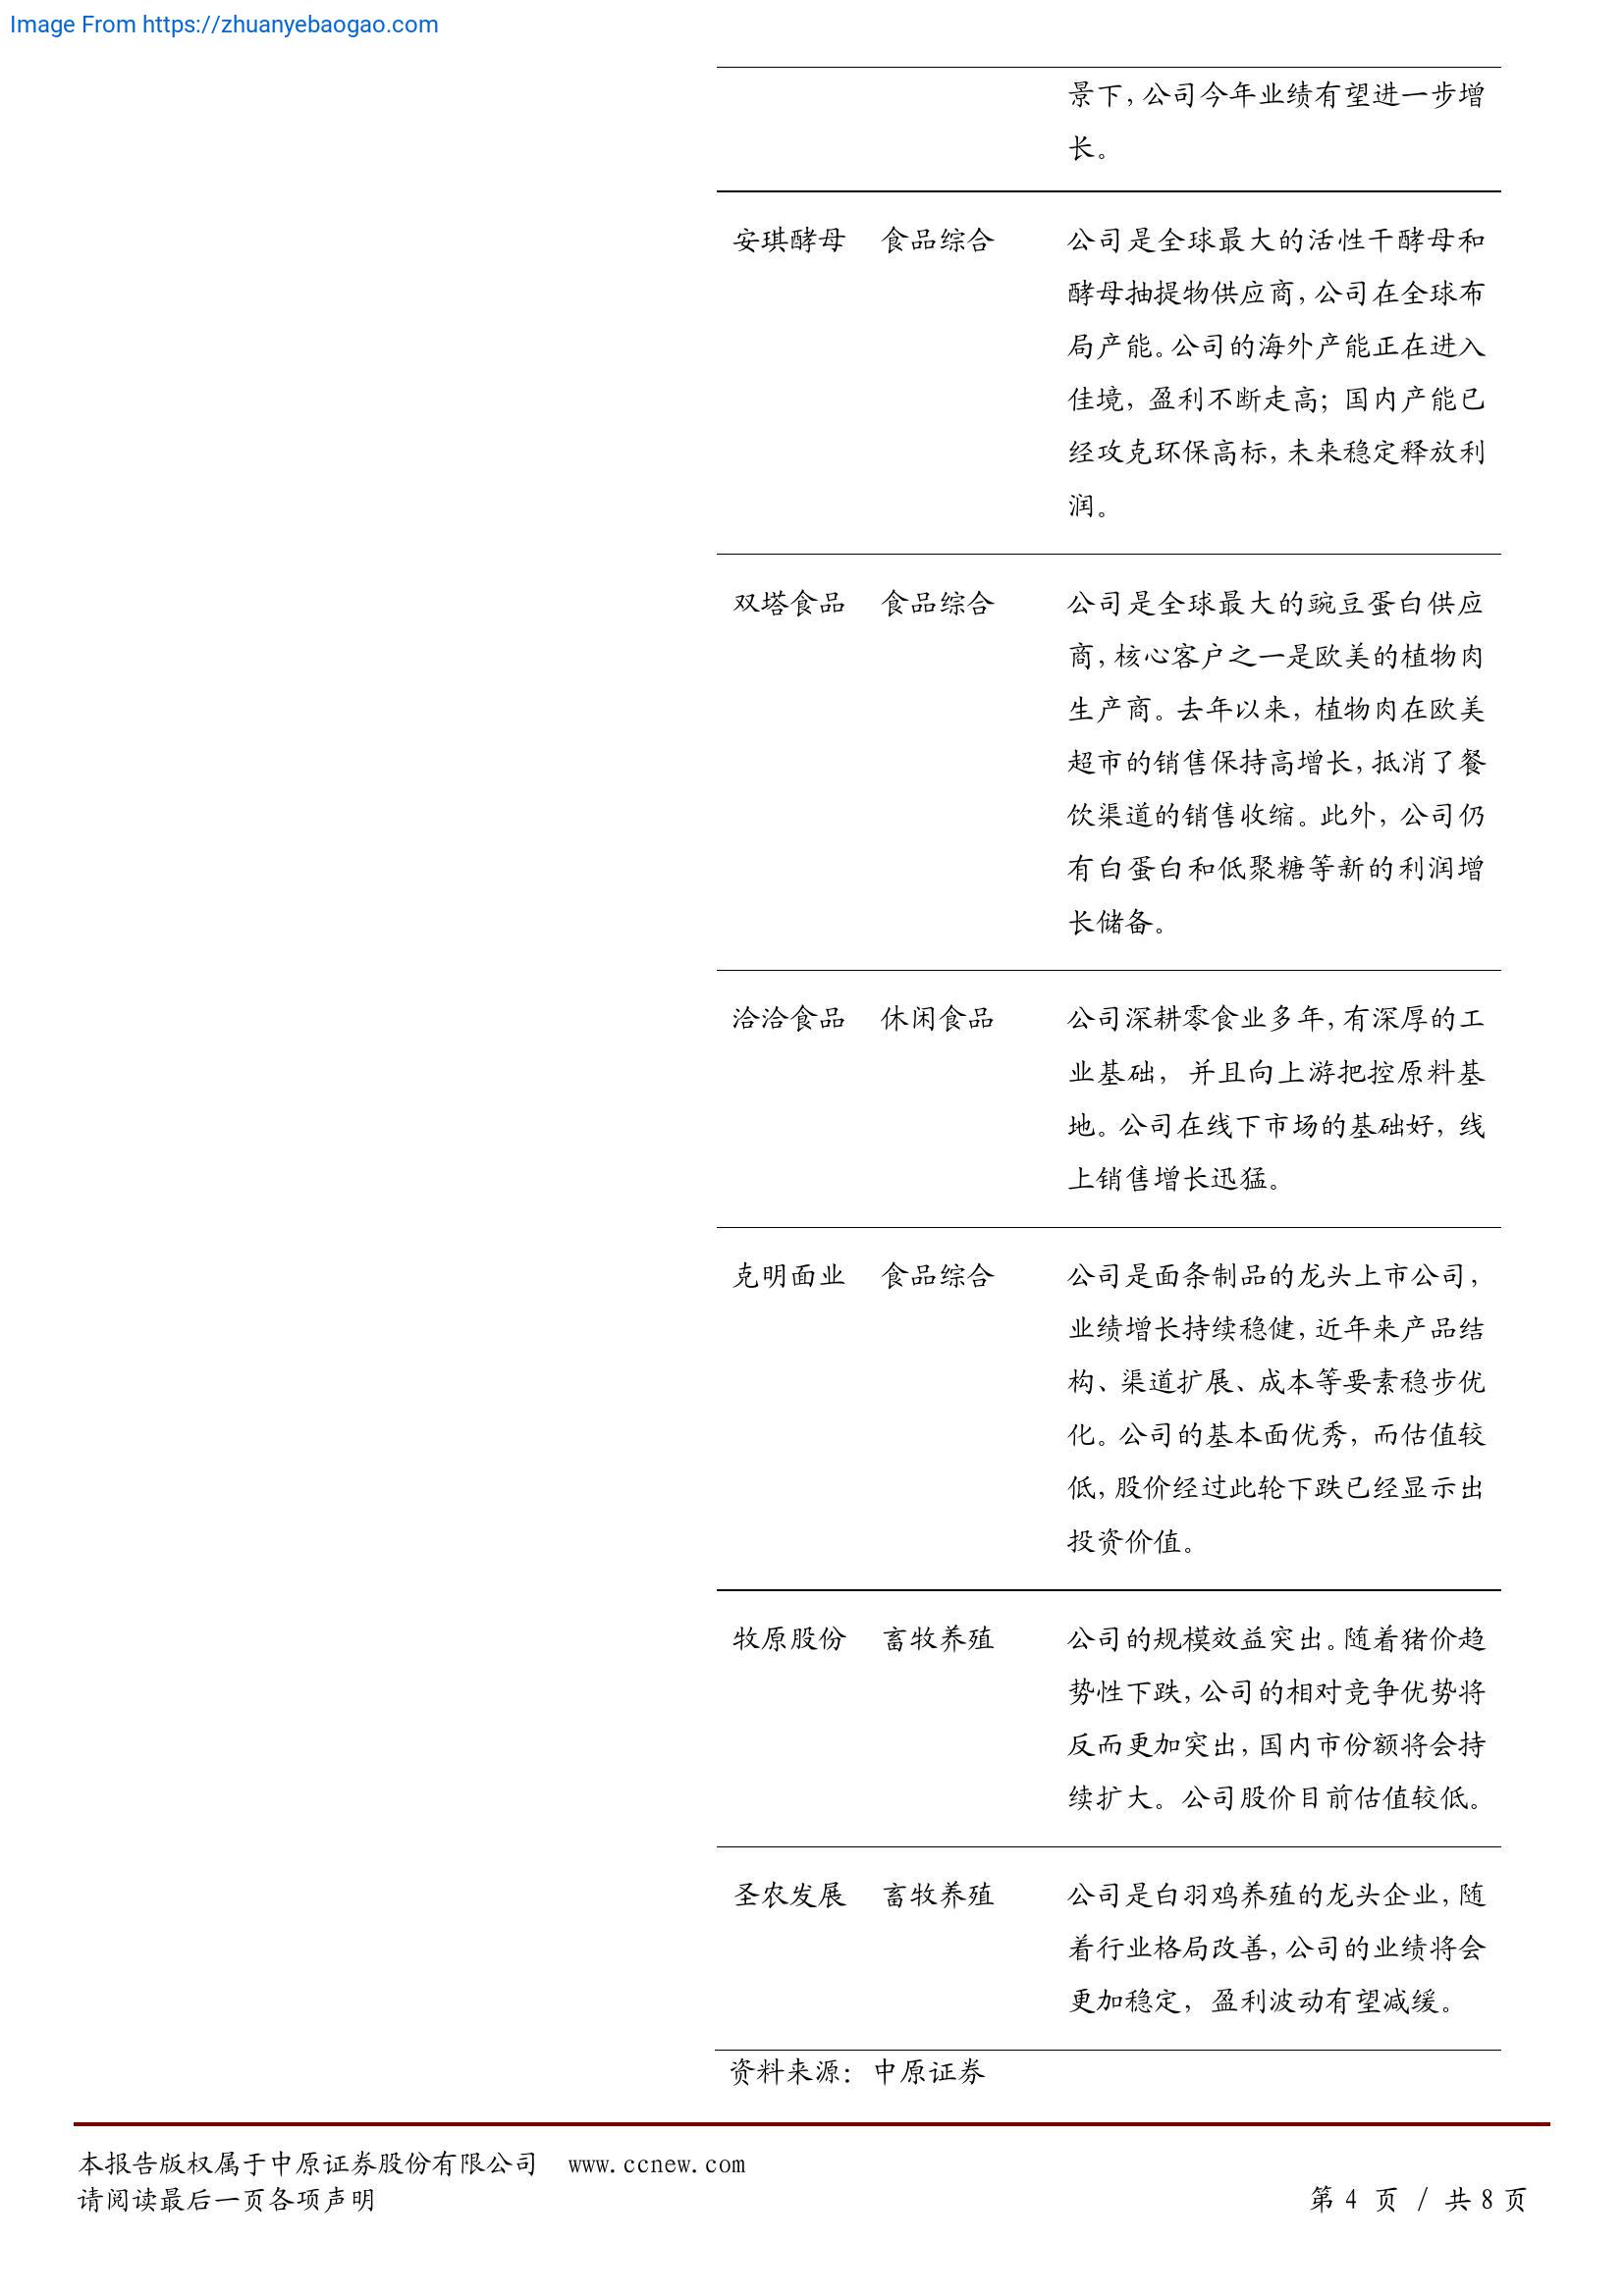 Image From https://zhuanyebaogao.com
景下，公司今年业绩有望进一步增
长。
安琪酵母 食品综合 公司是全球最大的活性干酵母和
酵母抽提物供应商，公司在全球布
局产能。公司的海外产能正在进入
佳境，盈利不断走高；国内产能已
经攻克环保高标，未来稳定释放利
润。
双塔食品 食品综合 公司是全球最大的豌豆蛋白供应
商，核心客户之一是欧美的植物肉
生产商。去年以来，植物肉在欧美
超市的销售保持高增长，抵消了餐
饮渠道的销售收缩。此外，公司仍
有白蛋白和低聚糖等新的利润增
长储备。
洽洽食品 休闲食品 公司深耕零食业多年，有深厚的工
业基础，并且向上游把控原料基
地。公司在线下市场的基础好，线
上销售增长迅猛。
克明面业 食品综合 公司是面条制品的龙头上市公司，
业绩增长持续稳健，近年来产品结
构、渠道扩展、成本等要素稳步优
化。公司的基本面优秀，而估值较
低，股价经过此轮下跌已经显示出
投资价值。
牧原股份 畜牧养殖 公司的规模效益突出。随着猪价趋
势性下跌，公司的相对竞争优势将
反而更加突出，国内市份额将会持
续扩大。公司股价目前估值较低。
圣农发展 畜牧养殖 公司是白羽鸡养殖的龙头企业，随
着行业格局改善，公司的业绩将会
更加稳定，盈利波动有望减缓。
资料来源：中原证券
本报告版权属于中原证券股份有限公司 www.ccnew.com
请阅读最后一页各项声明 第 4 页 / 共 8 页